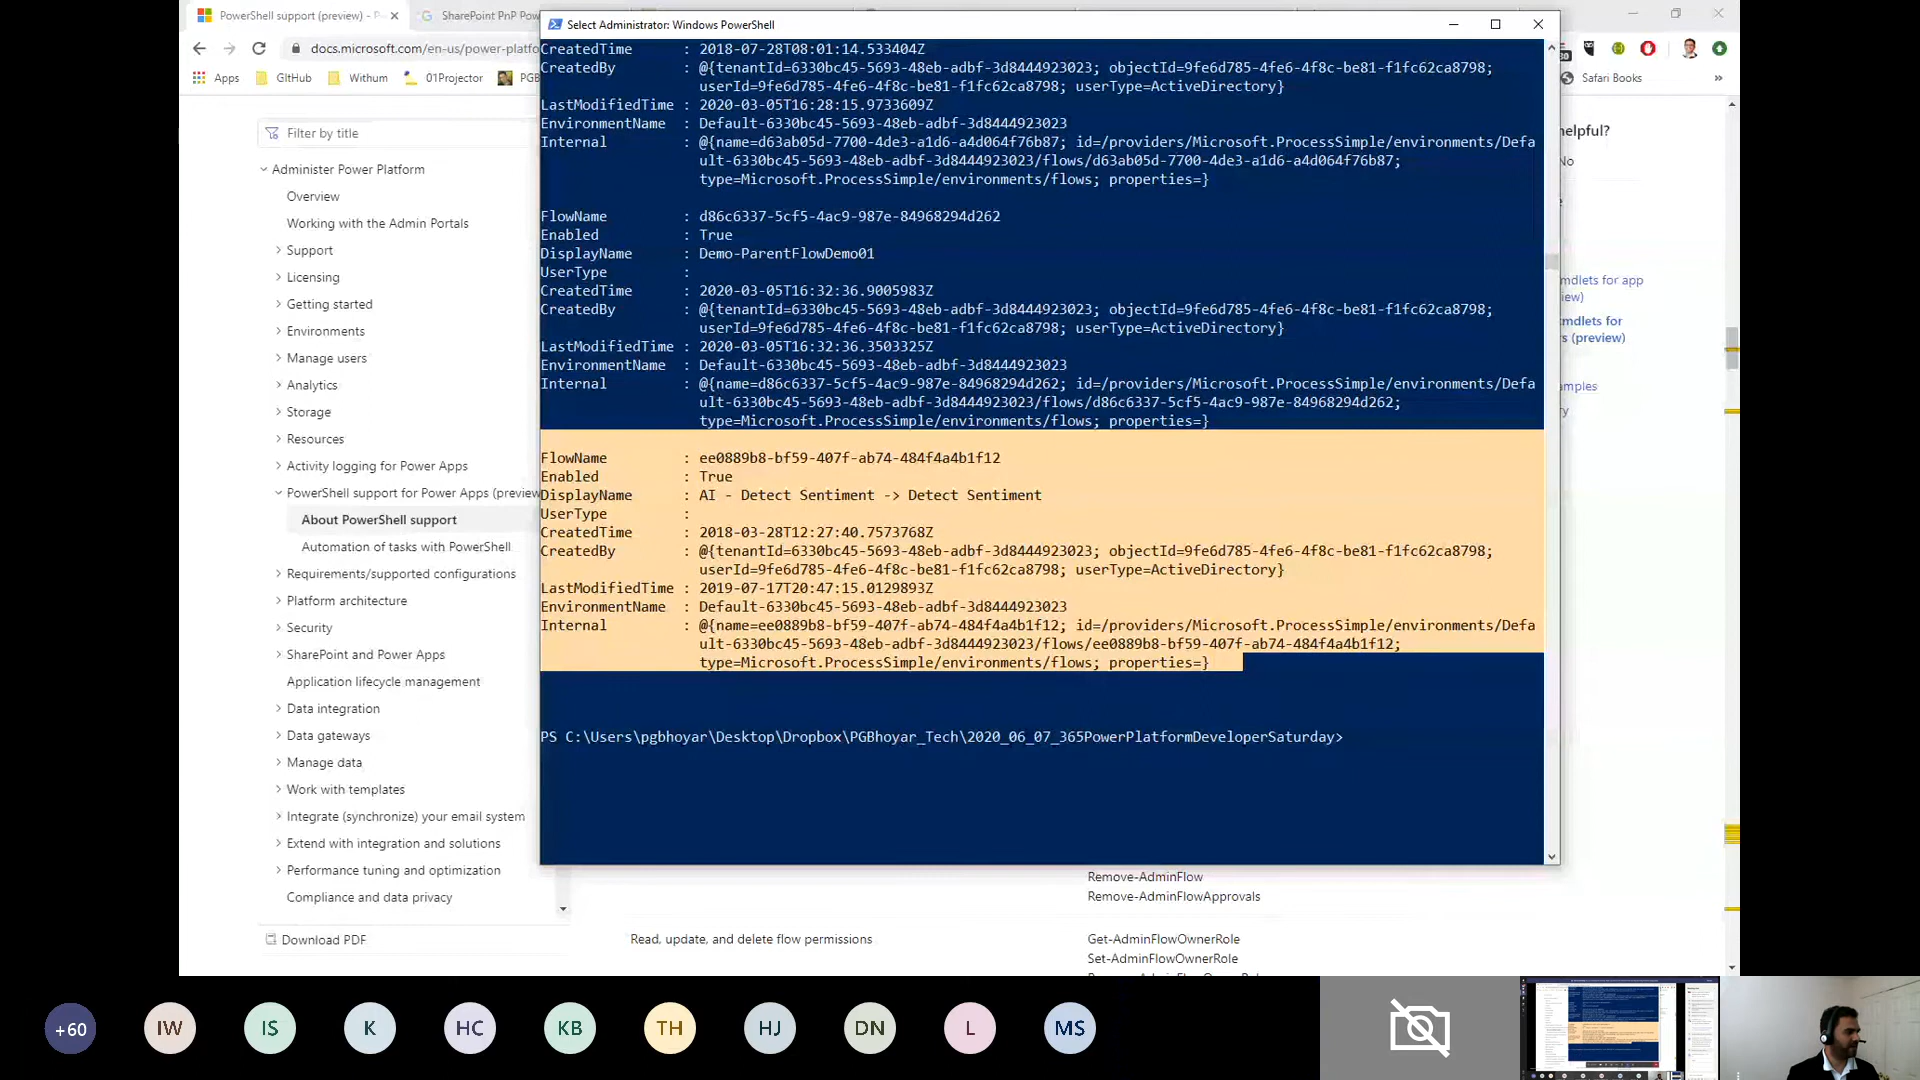 PowerShell support (preview) - P
SharePoint PnP Pow
Select Administrator: Windows PowerShell
docs.microsoft.com/en-us/power-platfo
Apps
GItHub
Withum
01Projector
PGB
Safari Books
»
Filter by title
Administer Power Platform
Overview
Working with the Admin Portals
Support
Licensing
Getting started
Environments
Manage users
Analytics
Storage
Resources
Activity logging for Power Apps
PowerShell support for Power Apps (preview
About PowerShell support
Automation of tasks with PowerShell
Requirements/supported configurations
Platform architecture
Security
SharePoint and Power Apps
Application lifecycle management
Data integration
Data gateways
Manage data
Work with templates
Integrate (synchronize) your email system
Extend with integration and solutions
Performance tuning and optimization
Compliance and data privacy
Download PDF
CreatedTime : 2018-07-28T08:01:14.533404Z
CreatedBy : @{tenantId=6330bc45-5693-48eb-adbf-3d8444923023; objectId=9fe6d785-4fe6-4f8c-be81-f1fc62ca8798;
userId=9fe6d785-4fe6-4f8c-be81-f1fc62ca8798; userType=ActiveDirectory}
LastModifiedTime : 2020-03-05T16:28:15.9733609Z
EnvironmentName : Default-6330bc45-5693-48eb-adbf-3d8444923023
Internal : @{name=d63ab05d-7700-4de3-a1d6-a4d064f76b87; id=/providers/Microsoft.ProcessSimple/environments/Defa
ult-6330bc45-5693-48eb-adbf-3d8444923023/flows/d63ab05d-7700-4de3-a1d6-a4d064f76b87;
type=Microsoft.ProcessSimple/environments/flows; properties=}
FlowName : d86c6337-5cf5-4ac9-987e-84968294d262
Enabled : True
DisplayName : Demo-ParentFlowDemo01
UserType :
CreatedTime : 2020-03-05T16:32:36.9005983Z
CreatedBy : @{tenantId=6330bc45-5693-48eb-adbf-3d8444923023; objectId=9fe6d785-4fe6-4f8c-be81-f1fc62ca8798;
userId=9fe6d785-4fe6-4f8c-be81-f1fc62ca8798; userType=ActiveDirectory}
LastModifiedTime : 2020-03-05T16:32:36.3503325Z
EnvironmentName : Default-6330bc45-5693-48eb-adbf-3d8444923023
Internal : @{name=d86c6337-5cf5-4ac9-987e-84968294d262; id=/providers/Microsoft.ProcessSimple/environments/Defa
ult-6330bc45-5693-48eb-adbf-3d8444923023/flows/d86c6337-5cf5-4ac9-987e-84968294d262;
type=Microsoft.ProcessSimple/environments/flows; properties=}
FlowName : ee0889b8-bf59-407f-ab74-484f4a4b1f12
Enabled : True
DisplayName : AI - Detect Sentiment -> Detect Sentiment
UserType :
CreatedTime : 2018-03-28T12:27:40.7573768Z
CreatedBy : @{tenantId=6330bc45-5693-48eb-adbf-3d8444923023; objectId=9fe6d785-4fe6-4f8c-be81-f1fc62ca8798;
userId=9fe6d785-4fe6-4f8c-be81-f1fc62ca8798; userType=ActiveDirectory}
LastModifiedTime : 2019-07-17T20:47:15.0129893Z
EnvironmentName : Default-6330bc45-5693-48eb-adbf-3d8444923023
Internal : @{name=ee0889b8-bf59-407f-ab74-484f4a4b1f12; id=/providers/Microsoft.ProcessSimple/environments/Defa
ult-6330bc45-5693-48eb-adbf-3d8444923023/flows/ee0889b8-bf59-407f-ab74-484f4a4b1f12;
type=Microsoft.ProcessSimple/environments/flows; properties=}
PS C:\Users\pgbhoyar\Desktop\Dropbox\PGBhoyar_Tech\2020_06_07_365PowerPlatformDeveloperSaturday>
elpful?
No
mdlets for app
iew)
mdlets for
s (preview)
amples
Remove-AdminFlow
Remove-AdminFlowApprovals
Read, update, and delete flow permissions
Get-AdminFlowOwnerRole
Set-AdminFlowOwnerRole
+60
IW
IS
K
HC
KB
TH
HJ
DN
L
MS